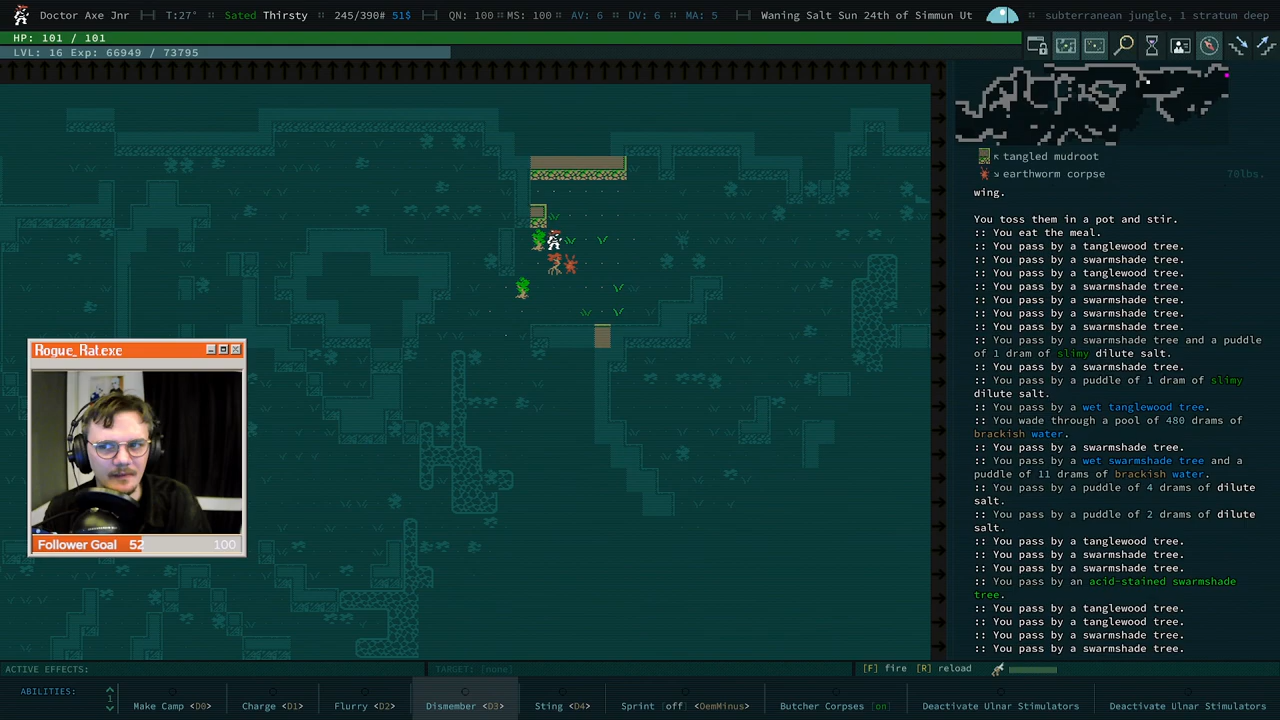 Doctor Axe Jnr T:27° :: Sated Thirsty :: 245/390# 51$ QN: 100 :: MS: 100 :: AV: 6 :: DV: 6 :: MA: 5 Waning Salt Sun 24th of Simmun Ut :: subterranean jungle, 1 stratum deep
HP: 101 / 101
LVL: 16 Exp: 66949 / 73795
tangled mudroot
earthworm corpse 70lbs.
wing.
You toss them in a pot and stir.
:: You eat the meal.
:: You pass by a tanglewood tree.
:: You pass by a swarmshade tree.
:: You pass by a tanglewood tree.
:: You pass by a swarmshade tree.
:: You pass by a swarmshade tree.
:: You pass by a swarmshade tree.
:: You pass by a swarmshade tree.
:: You pass by a swarmshade tree and a puddle
of 1 dram of slimy dilute salt.
:: You pass by a swarmshade tree.
:: You pass by a puddle of 1 dram of slimy
dilute salt.
:: You pass by a wet tanglewood tree.
:: You wade through a pool of 480 drams of
brackish water.
:: You pass by a swarmshade tree.
:: You pass by a wet swarmshade tree and a
puddle of 11 drams of brackish water.
:: You pass by a puddle of 4 drams of dilute
salt.
:: You pass by a puddle of 2 drams of dilute
salt.
:: You pass by a tanglewood tree.
:: You pass by a swarmshade tree.
:: You pass by a swarmshade tree.
:: You pass by an acid-stained swarmshade
tree.
:: You pass by a tanglewood tree.
:: You pass by a tanglewood tree.
:: You pass by a swarmshade tree.
:: You pass by a swarmshade tree.
Rogue_Rat.exe
Follower Goal 52 100
ACTIVE EFFECTS: TARGET: [none] [F] fire [R] reload
ABILITIES: 1 Make Camp <D0> Charge <D1> Flurry <D2> Dismember <D3> Sting <D4> Sprint [off] <OemMinus> Butcher Corpses [on] Deactivate Ulnar Stimulators Deactivate Ulnar Stimulators